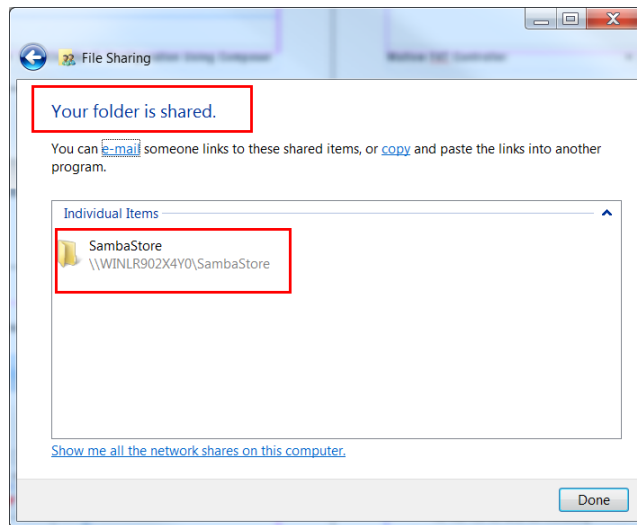 File Sharing
Your folder is shared.
You can e-mail someone links to these shared items, or copy and paste the links into another
program.
Individual Items
SambaStore
\\WINLR902X4Y0\SambaStore
Show me all the network shares on this computer.
Done